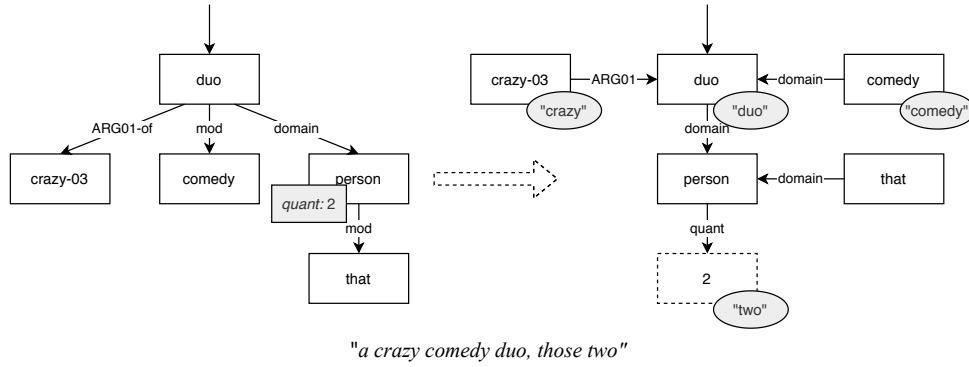 duo
ARG01-of
mod
domain
crazy-03
comedy
person
quant: 2
mod
that
crazy-03
"crazy"
ARG01
duo
"duo"
domain
comedy
"comedy"
domain
person
domain
that
quant
2
"two"
"a crazy comedy duo, those two"